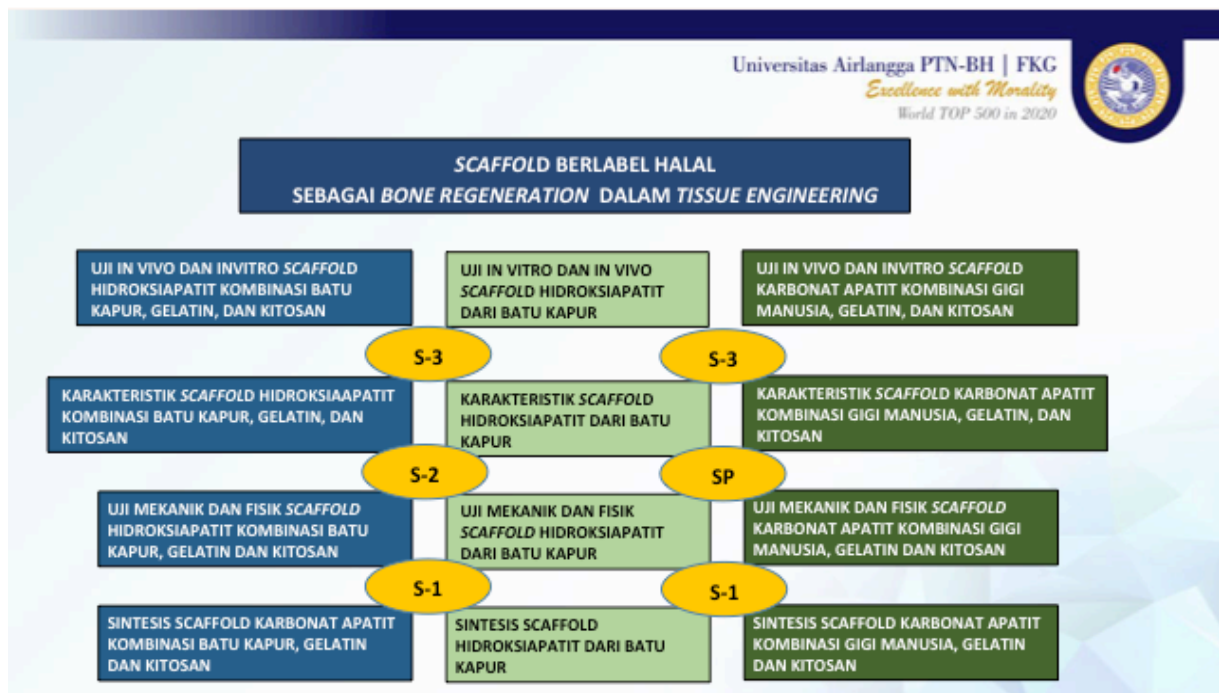 Universitas Airlangga PTN-BH | FKG
Excellence with Morality
World TOP 500 in 2020
SCAFFOLD BERLABEL HALAL
SEBAGAI BONE REGENERATION DALAM TISSUE ENGINEERING
UJI IN VIVO DAN INVITRO SCAFFOLD
HIDROKSIAPATIT KOMBINASI BATU
KAPUR, GELATIN, DAN KITOSAN
UJI IN VITRO DAN IN VIVO
SCAFFOLD HIDROKSIAPATIT
DARI BATU KAPUR
UJI IN VIVO DAN INVITRO SCAFFOLD
KARBONAT APATIT KOMBINASI GIGI
MANUSIA, GELATIN, DAN KITOSAN
S-3
S-3
KARAKTERISTIK SCAFFOLD HIDROKSIAAPATIT
KOMBINASI BATU KAPUR, GELATIN, DAN
KITOSAN
KARAKTERISTIK SCAFFOLD
HIDROKSIAPATIT DARI BATU
KAPUR
KARAKTERISTIK SCAFFOLD KARBONAT APATIT
KOMBINASI GIGI MANUSIA, GELATIN, DAN
KITOSAN
S-2
SP
UJI MEKANIK DAN FISIK SCAFFOLD
HIDROKSIAPATIT KOMBINASI BATU
KAPUR, GELATIN DAN KITOSAN
UJI MEKANIK DAN FISIK
SCAFFOLD HIDROKSIAPATIT
DARI BATU KAPUR
UJI MEKANIK DAN FISIK SCAFFOLD
KARBONAT APATIT KOMBINASI GIGI
MANUSIA, GELATIN DAN KITOSAN
S-1
S-1
SINTESIS SCAFFOLD KARBONAT APATIT
KOMBINASI BATU KAPUR, GELATIN
DAN KITOSAN
SINTESIS SCAFFOLD
HIDROKSIAPATIT DARI BATU
KAPUR
SINTESIS SCAFFOLD KARBONAT APATIT
KOMBINASI GIGI MANUSIA, GELATIN
DAN KITOSAN